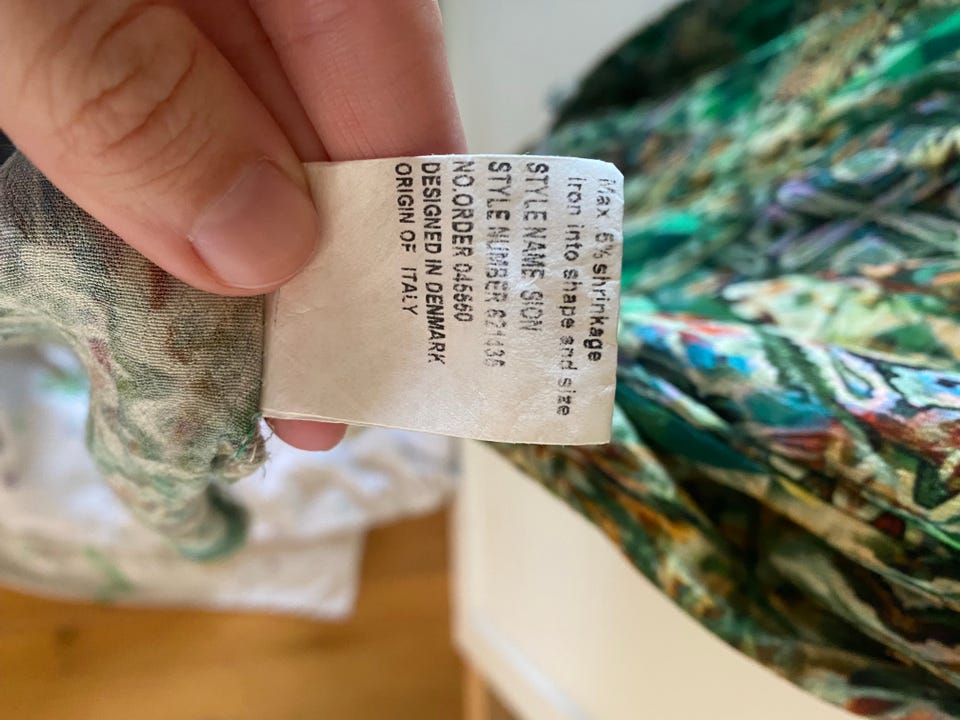 Max 6% shrinkage
iron into shape and size
STYLE NAME SION
STYLE NUMBER
NO.ORDER 045660
DESIGNED IN DENMARK
ORIGIN OF ITALY